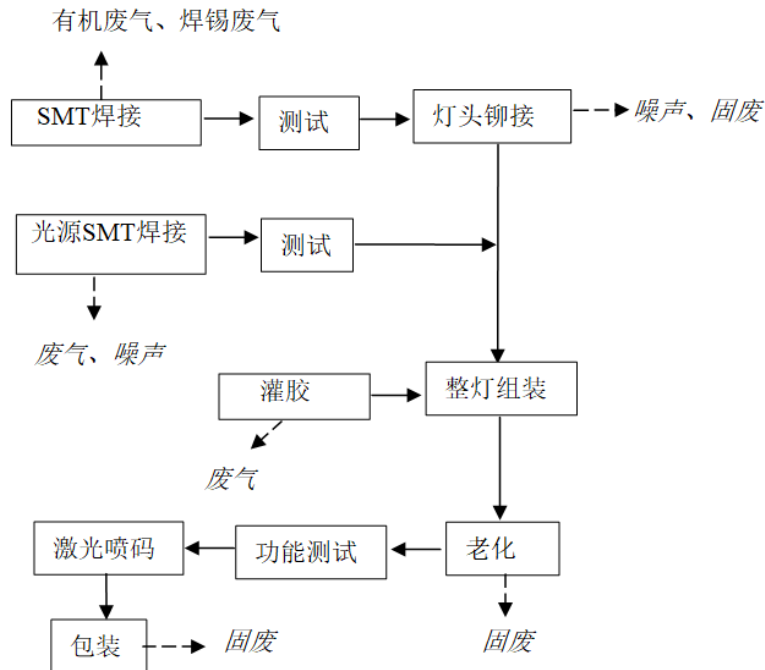 有机废气、焊锡废气
SMT焊接
测试
灯头铆接
噪声、固废
光源SMT焊接
测试
废气、噪声
灌胶
整灯组装
废气
激光喷码
功能测试
老化
包装
固废
固废